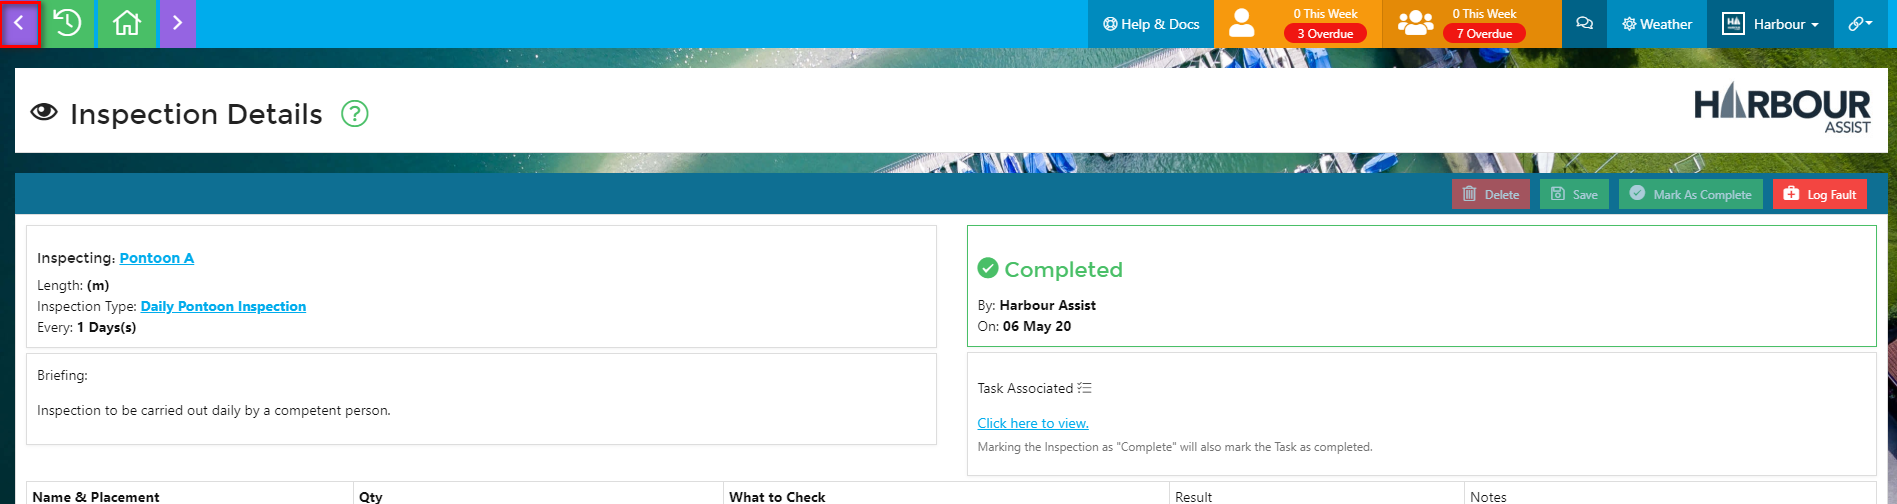 Help & Docs
0 This Week
3 Overdue
0 This Week
7 Overdue
Weather
HA
Harbour
Inspection Details ?
HARBOUR
ASSIST
Delete
Save
Mark As Complete
Log Fault
Inspecting: Pontoon A
Length: (m)
Inspection Type: Daily Pontoon Inspection
Every: 1 Days(s)
Completed
By: Harbour Assist
On: 06 May 20
Briefing:
Inspection to be carried out daily by a competent person.
Task Associated
Click here to view.
Marking the Inspection as "Complete" will also mark the Task as completed.
Name & Placement
Qty
What to Check
Result
Notes